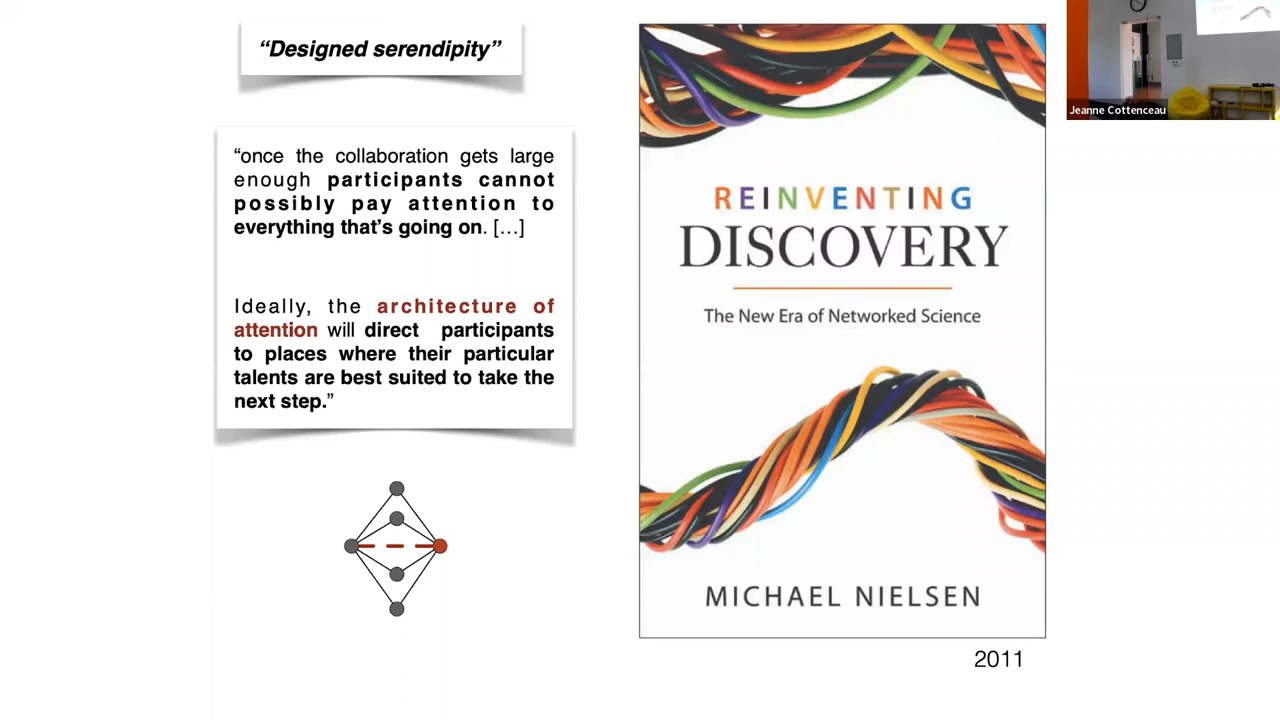 “Designed serendipity”
“once the collaboration gets large
enough participants cannot
possibly pay attention to
everything that’s going on. […]
Ideally, the architecture of
attention will direct participants
to places where their particular
talents are best suited to take the
next step.”
REINVENTING
DISCOVERY
The New Era of Networked Science
MICHAEL NIELSEN
2011
Jeanne Cottenceau